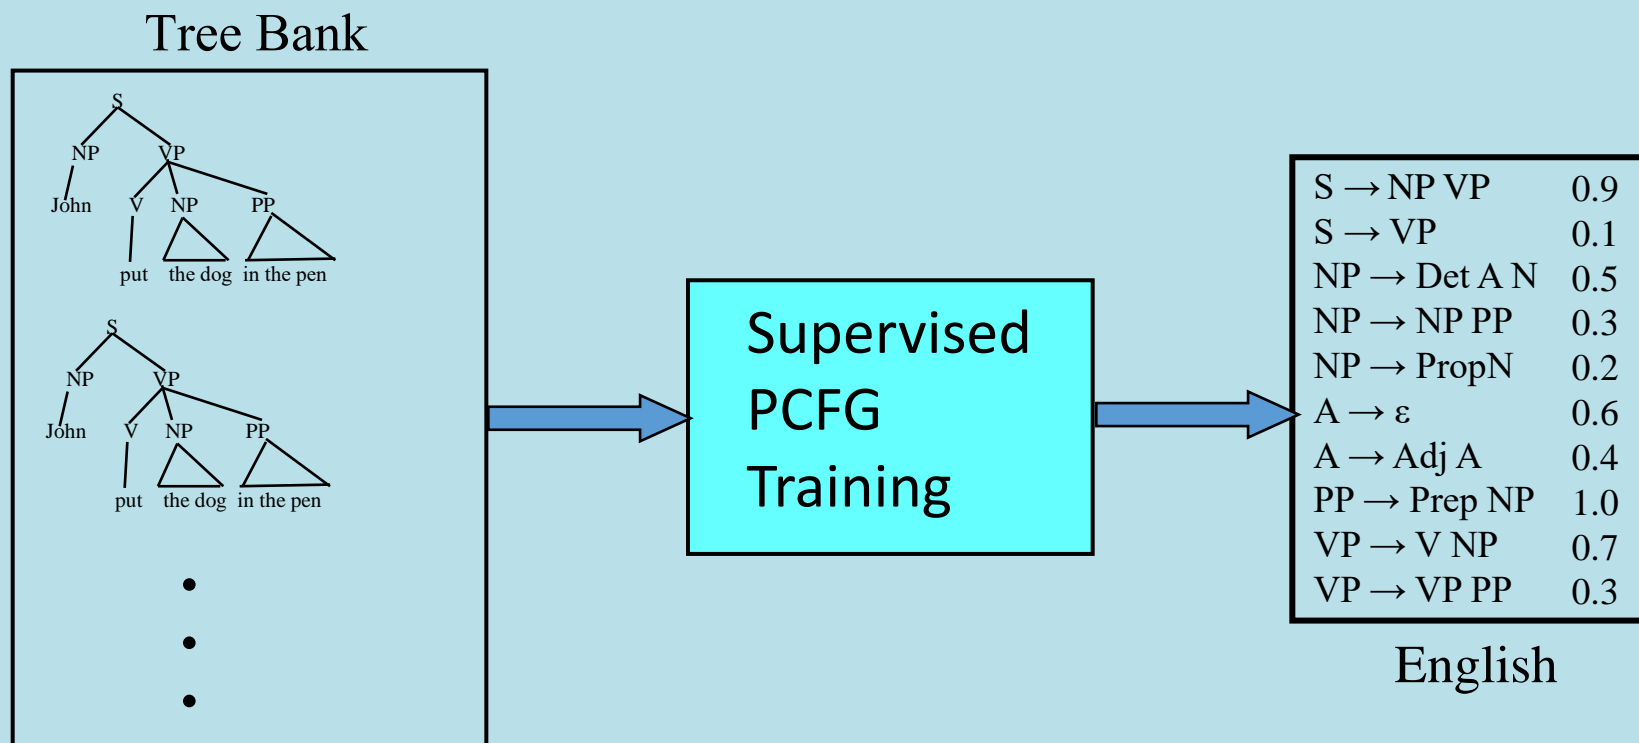 Tree Bank
S
NP VP
John V NP PP
put the dog in the pen
S
NP VP
John V NP PP
put the dog in the pen
Supervised
PCFG
Training
S → NP VP 0.9
S → VP 0.1
NP → Det A N 0.5
NP → NP PP 0.3
NP → PropN 0.2
A → ε 0.6
A → Adj A 0.4
PP → Prep NP 1.0
VP → V NP 0.7
VP → VP PP 0.3
English